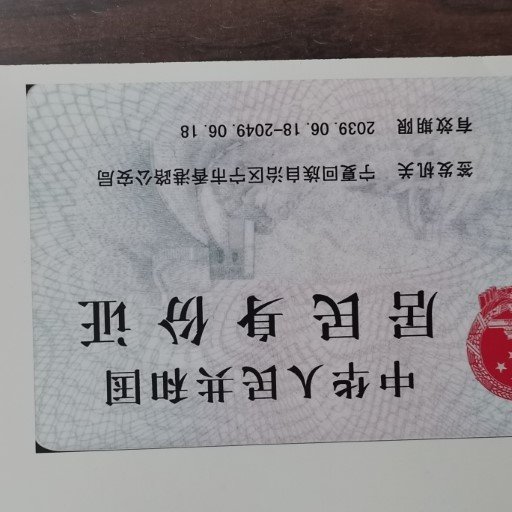 中华人民共和国
居民身份证
签发机关 宁夏回族自治区宁市香港路公安局
有效期限 2039.06.18-2049.06.18